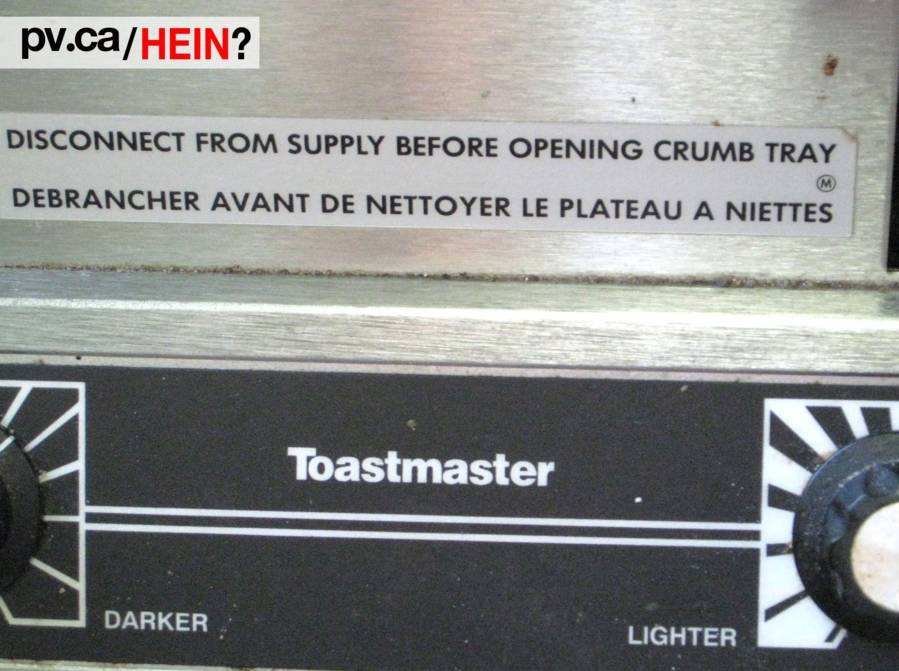 pv.ca/HEIN?
DISCONNECT FROM SUPPLY BEFORE OPENING CRUMB TRAY
M
DEBRANCHER AVANT DE NETTOYER LE PLATEAU A NIETTES
Toastmaster
DARKER
LIGHTER